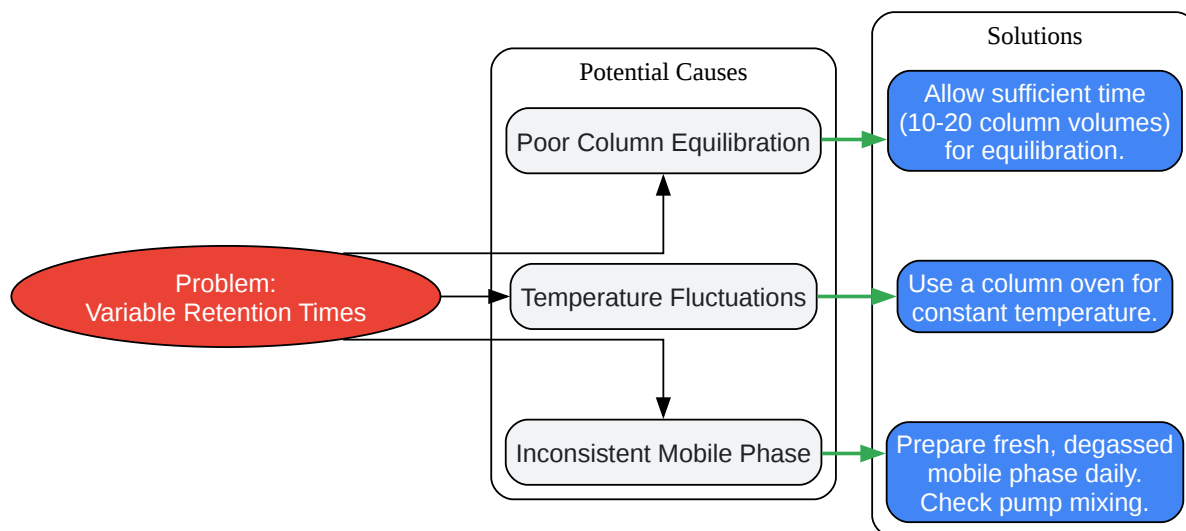 Problem:
Variable Retention Times
Potential Causes
Poor Column Equilibration
Temperature Fluctuations
Inconsistent Mobile Phase
Solutions
Allow sufficient time
(10-20 column volumes)
for equilibration.
Use a column oven for
constant temperature.
Prepare fresh, degassed
mobile phase daily.
Check pump mixing.